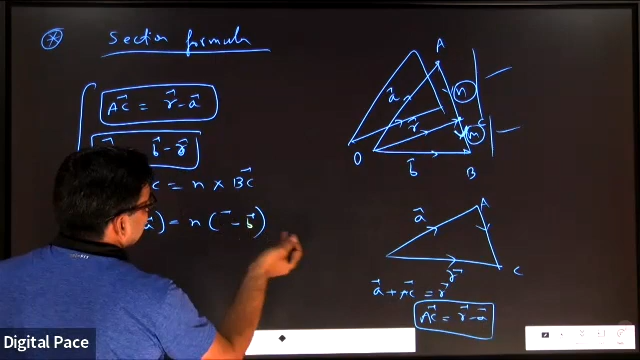 * Section formula
AC = r - a
b - r
C = n x BC
a) = n ( - b)
A
a
n
r
C
m
O
b
B
A
a
r
C
a + AC = r
AC = r - a
Digital Pace